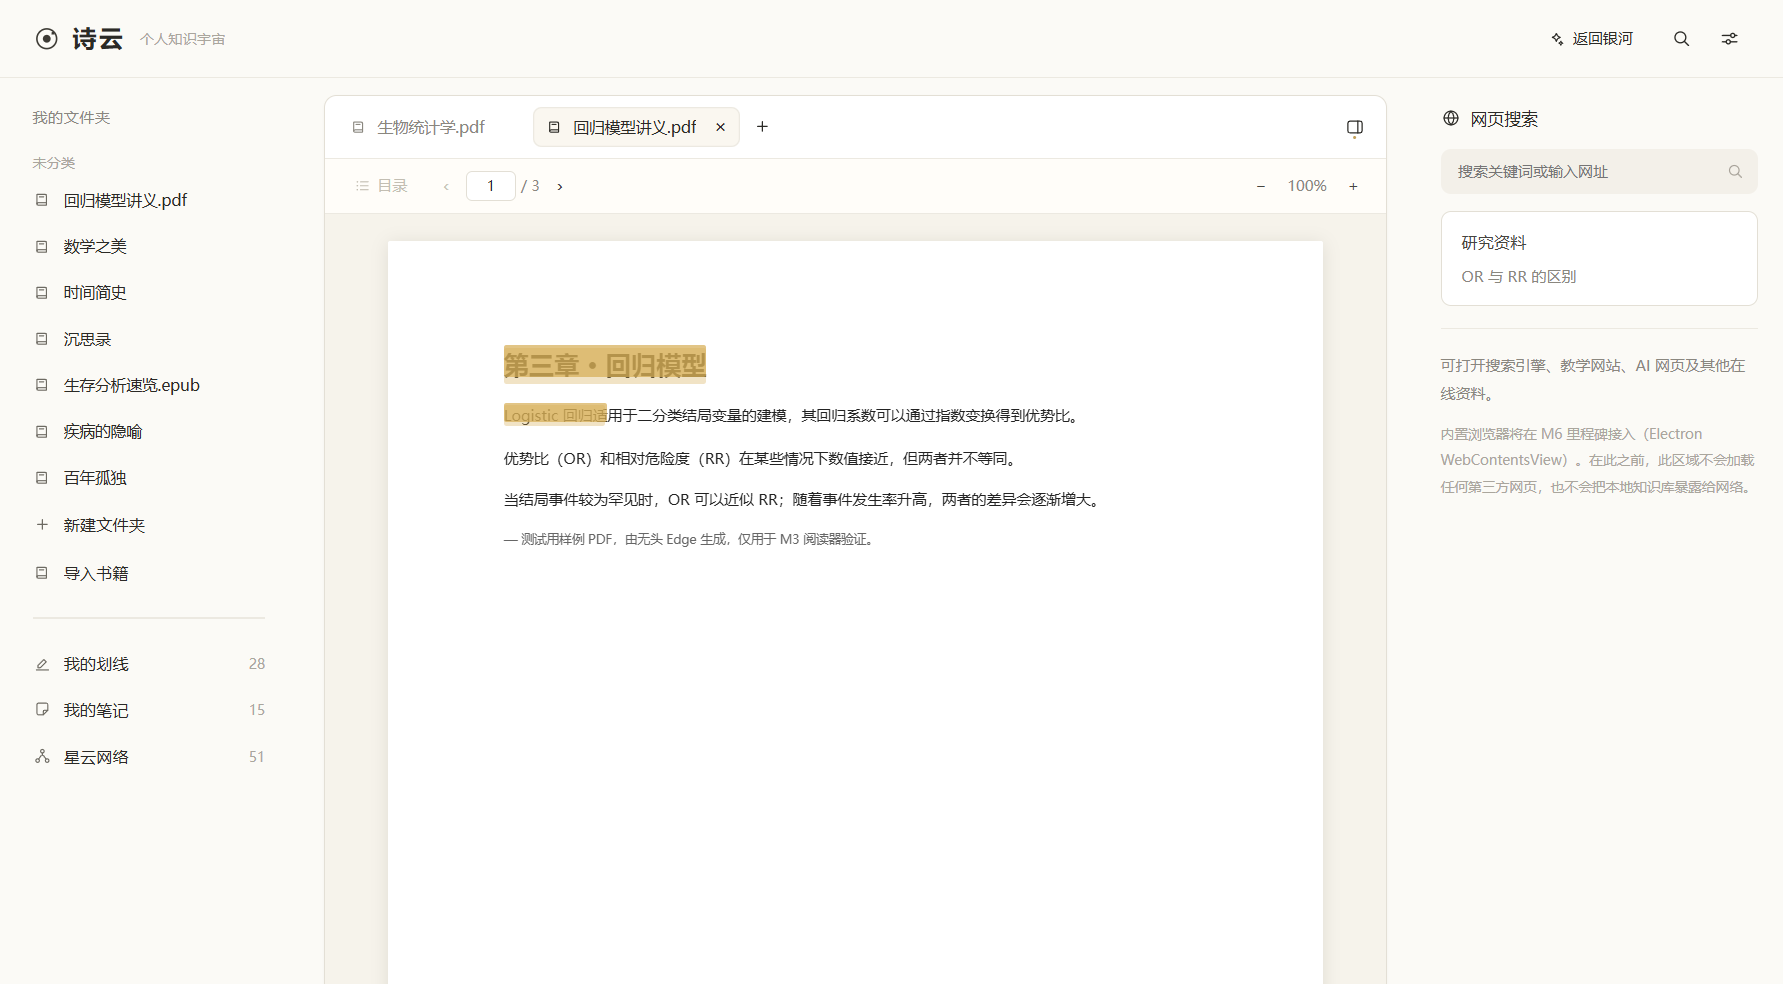 诗云 个人知识宇宙
返回银河
我的文件夹
未分类
回归模型讲义.pdf
数学之美
时间简史
沉思录
生存分析速览.epub
疾病的隐喻
百年孤独
新建文件夹
导入书籍
我的划线 28
我的笔记 15
星云网络 51
生物统计学.pdf
回归模型讲义.pdf
目录
1 / 3
100%
第三章・回归模型
Logistic 回归适用于二分类结局变量的建模，其回归系数可以通过指数变换得到优势比。
优势比（OR）和相对危险度（RR）在某些情况下数值接近，但两者并不等同。
当结局事件较为罕见时，OR 可以近似 RR；随着事件发生率升高，两者的差异会逐渐增大。
— 测试用样例 PDF，由无头 Edge 生成，仅用于 M3 阅读器验证。
网页搜索
搜索关键词或输入网址
研究资料
OR 与 RR 的区别
可打开搜索引擎、教学网站、AI 网页及其他在
线资料。
内置浏览器将在 M6 里程碑接入（Electron
WebContentsView）。在此之前，此区域不会加载
任何第三方网页，也不会把本地知识库暴露给网络。